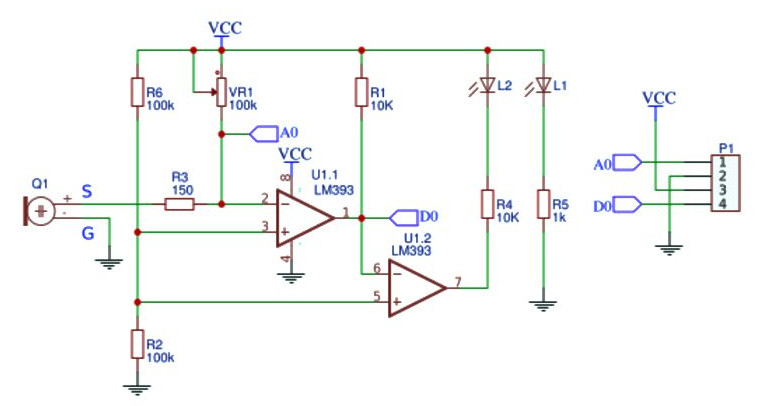 VCC
R6
100k
VR1
100k
R1
10K
L2
L1
A0
VCC
P1
A0
1
2
3
D0
4
Q1
+
-
S
G
R3
150
VCC
8
U1.1
LM393
2
-
3
+
1
4
D0
U1.2
LM393
6
-
5
+
7
R4
10K
R5
1k
R2
100k